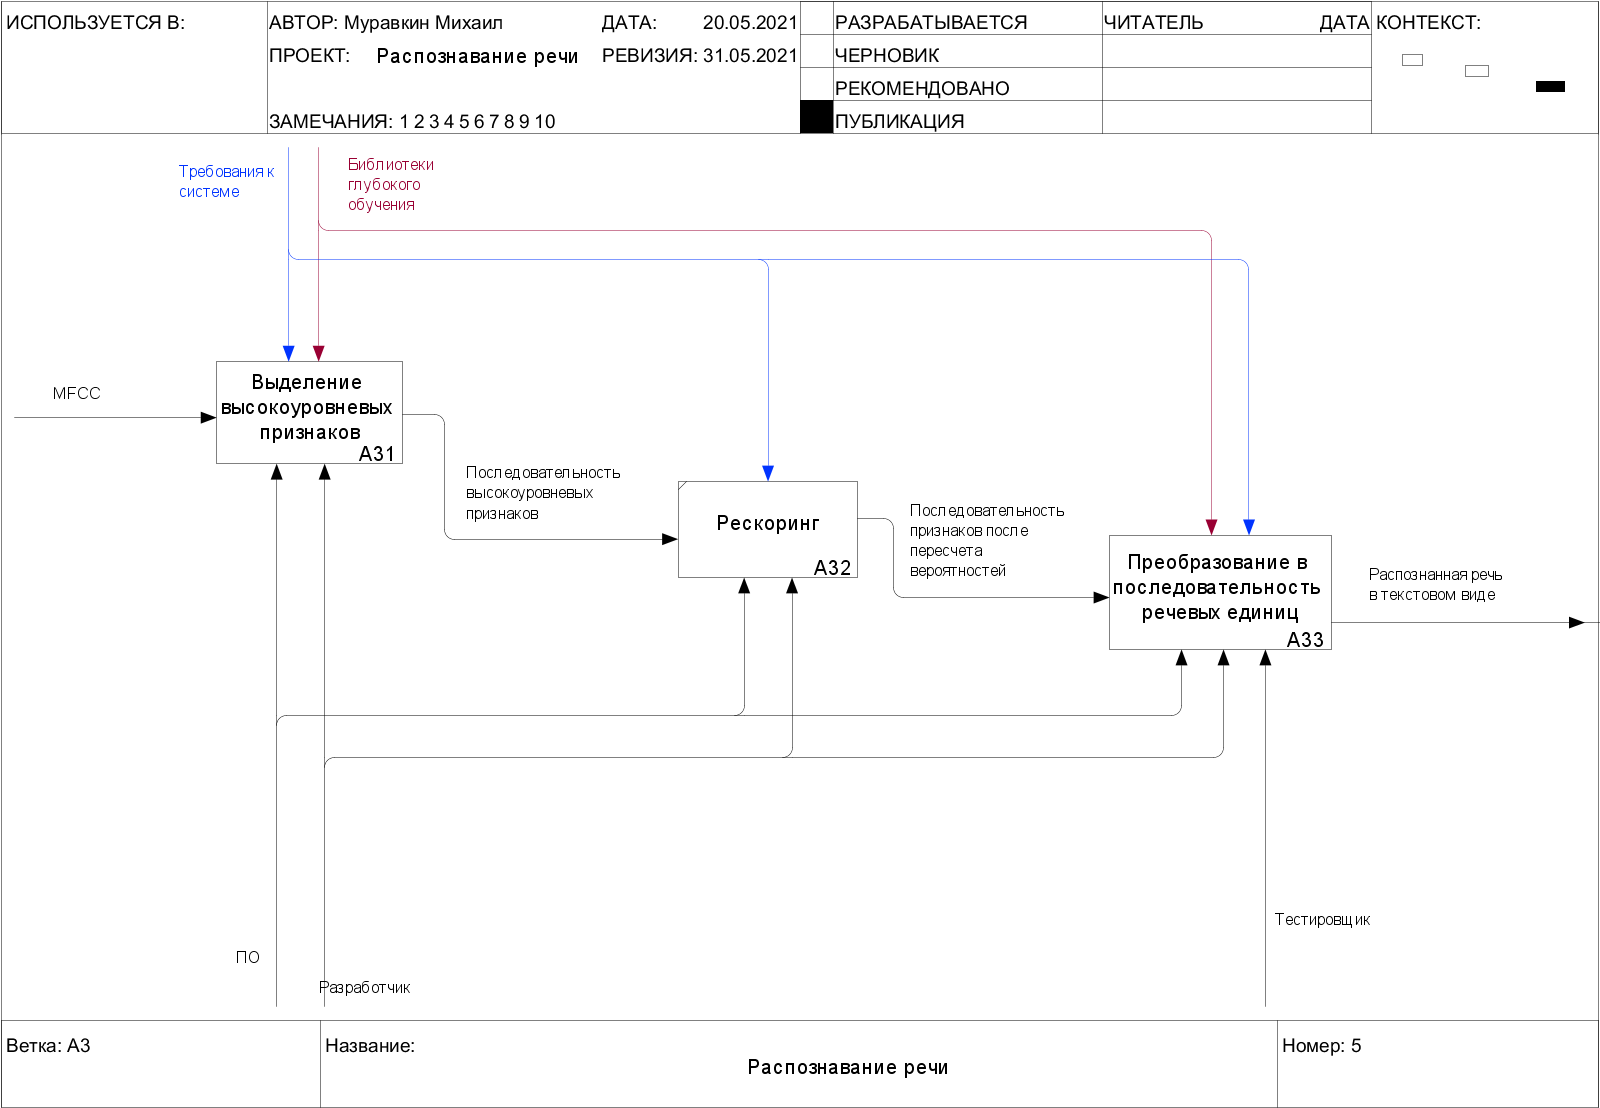 ИСПОЛЬЗУЕТСЯ В:
АВТОР: Муравкин Михаил
ДАТА: 20.05.2021
ПРОЕКТ: Распознавание речи
РЕВИЗИЯ: 31.05.2021
ЗАМЕЧАНИЯ: 1 2 3 4 5 6 7 8 9 10
РАЗРАБАТЫВАЕТСЯ
ЧЕРНОВИК
РЕКОМЕНДОВАНО
ПУБЛИКАЦИЯ
ЧИТАТЕЛЬ
ДАТА
КОНТЕКСТ:
Требования к
системе
Библиотеки
глубокого
обучения
MFCC
Выделение
высокоуровневых
признаков
A31
Последовательность
высокоуровневых
признаков
Рескоринг
A32
Последовательность
признаков после
пересчета
вероятностей
Преобразование в
последовательность
речевых единиц
A33
Распознанная речь
в текстовом виде
Тестировщик
ПО
Разработчик
Ветка: A3
Название:
Распознавание речи
Номер: 5